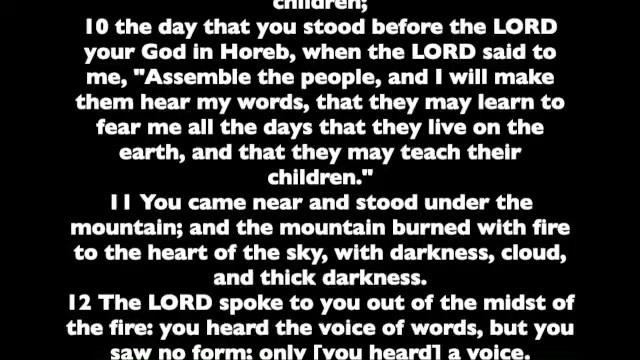 children;
10 the day that you stood before the LORD
your God in Horeb, when the LORD said to
me, "Assemble the people, and I will make
them hear my words, that they may learn to
fear me all the days that they live on the
earth, and that they may teach their
children."
11 You came near and stood under the
mountain; and the mountain burned with fire
to the heart of the sky, with darkness, cloud,
and thick darkness.
12 The LORD spoke to you out of the midst of
the fire: you heard the voice of words, but you
saw no form; only [you heard] a voice.